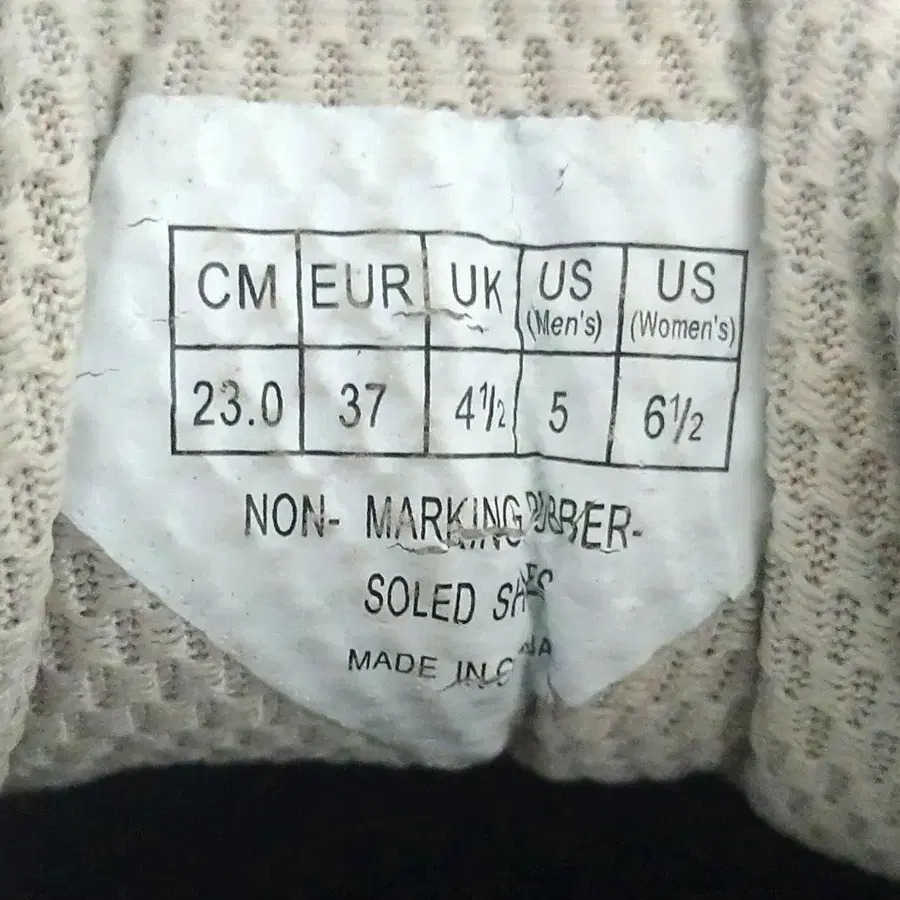 CM EUR UK US (Men's) US (Women's)
23.0 37 4½ 5 6½
NON- MARKING RUBBER-
SOLED SHOES
MADE IN CHINA